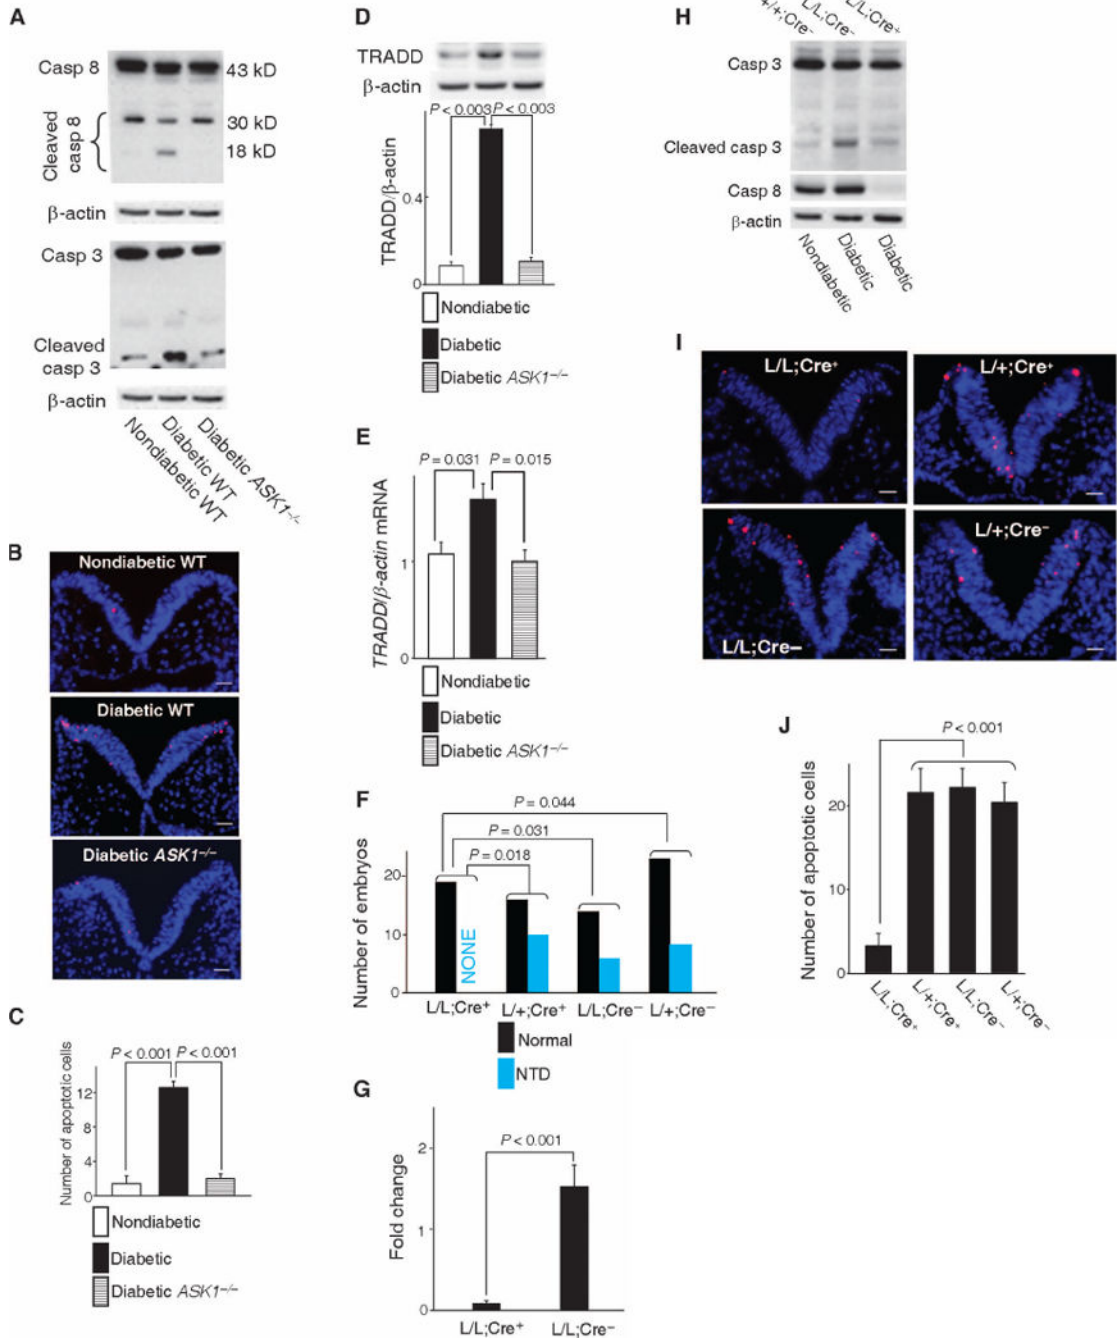 A
Casp 8
43 kD
Cleaved
casp 8
30 kD
18 kD
β-actin
Casp 3
Cleaved
casp 3
β-actin
Nondiabetic WT
Diabetic WT
Diabetic ASK1–/–
B
Nondiabetic WT
Diabetic WT
Diabetic ASK1–/–
C
Number of apoptotic cells
P < 0.001
P < 0.001
12
8
4
0
Nondiabetic
Diabetic
Diabetic ASK1–/–
D
TRADD
β-actin
P < 0.003
P < 0.003
TRADD/β-actin
0.4
0
Nondiabetic
Diabetic
Diabetic ASK1–/–
E
P = 0.031
P = 0.015
TRADD/β-actin mRNA
1
0
Nondiabetic
Diabetic
Diabetic ASK1–/–
F
P = 0.044
P = 0.031
P = 0.018
Number of embryos
20
10
0
NONE
L/L;Cre+
L/+;Cre+
L/L;Cre–
L/+;Cre–
Normal
NTD
G
P < 0.001
Fold change
2
1
0
L/L;Cre+
L/L;Cre–
H
+/+;Cre–
L/L;Cre–
L/L;Cre+
Casp 3
Cleaved casp 3
Casp 8
β-actin
Nondiabetic
Diabetic
Diabetic
I
L/L;Cre+
L/+;Cre+
L/L;Cre–
L/+;Cre–
J
P < 0.001
Number of apoptotic cells
20
10
0
L/L;Cre+
L/+;Cre+
L/L;Cre–
L/+;Cre–